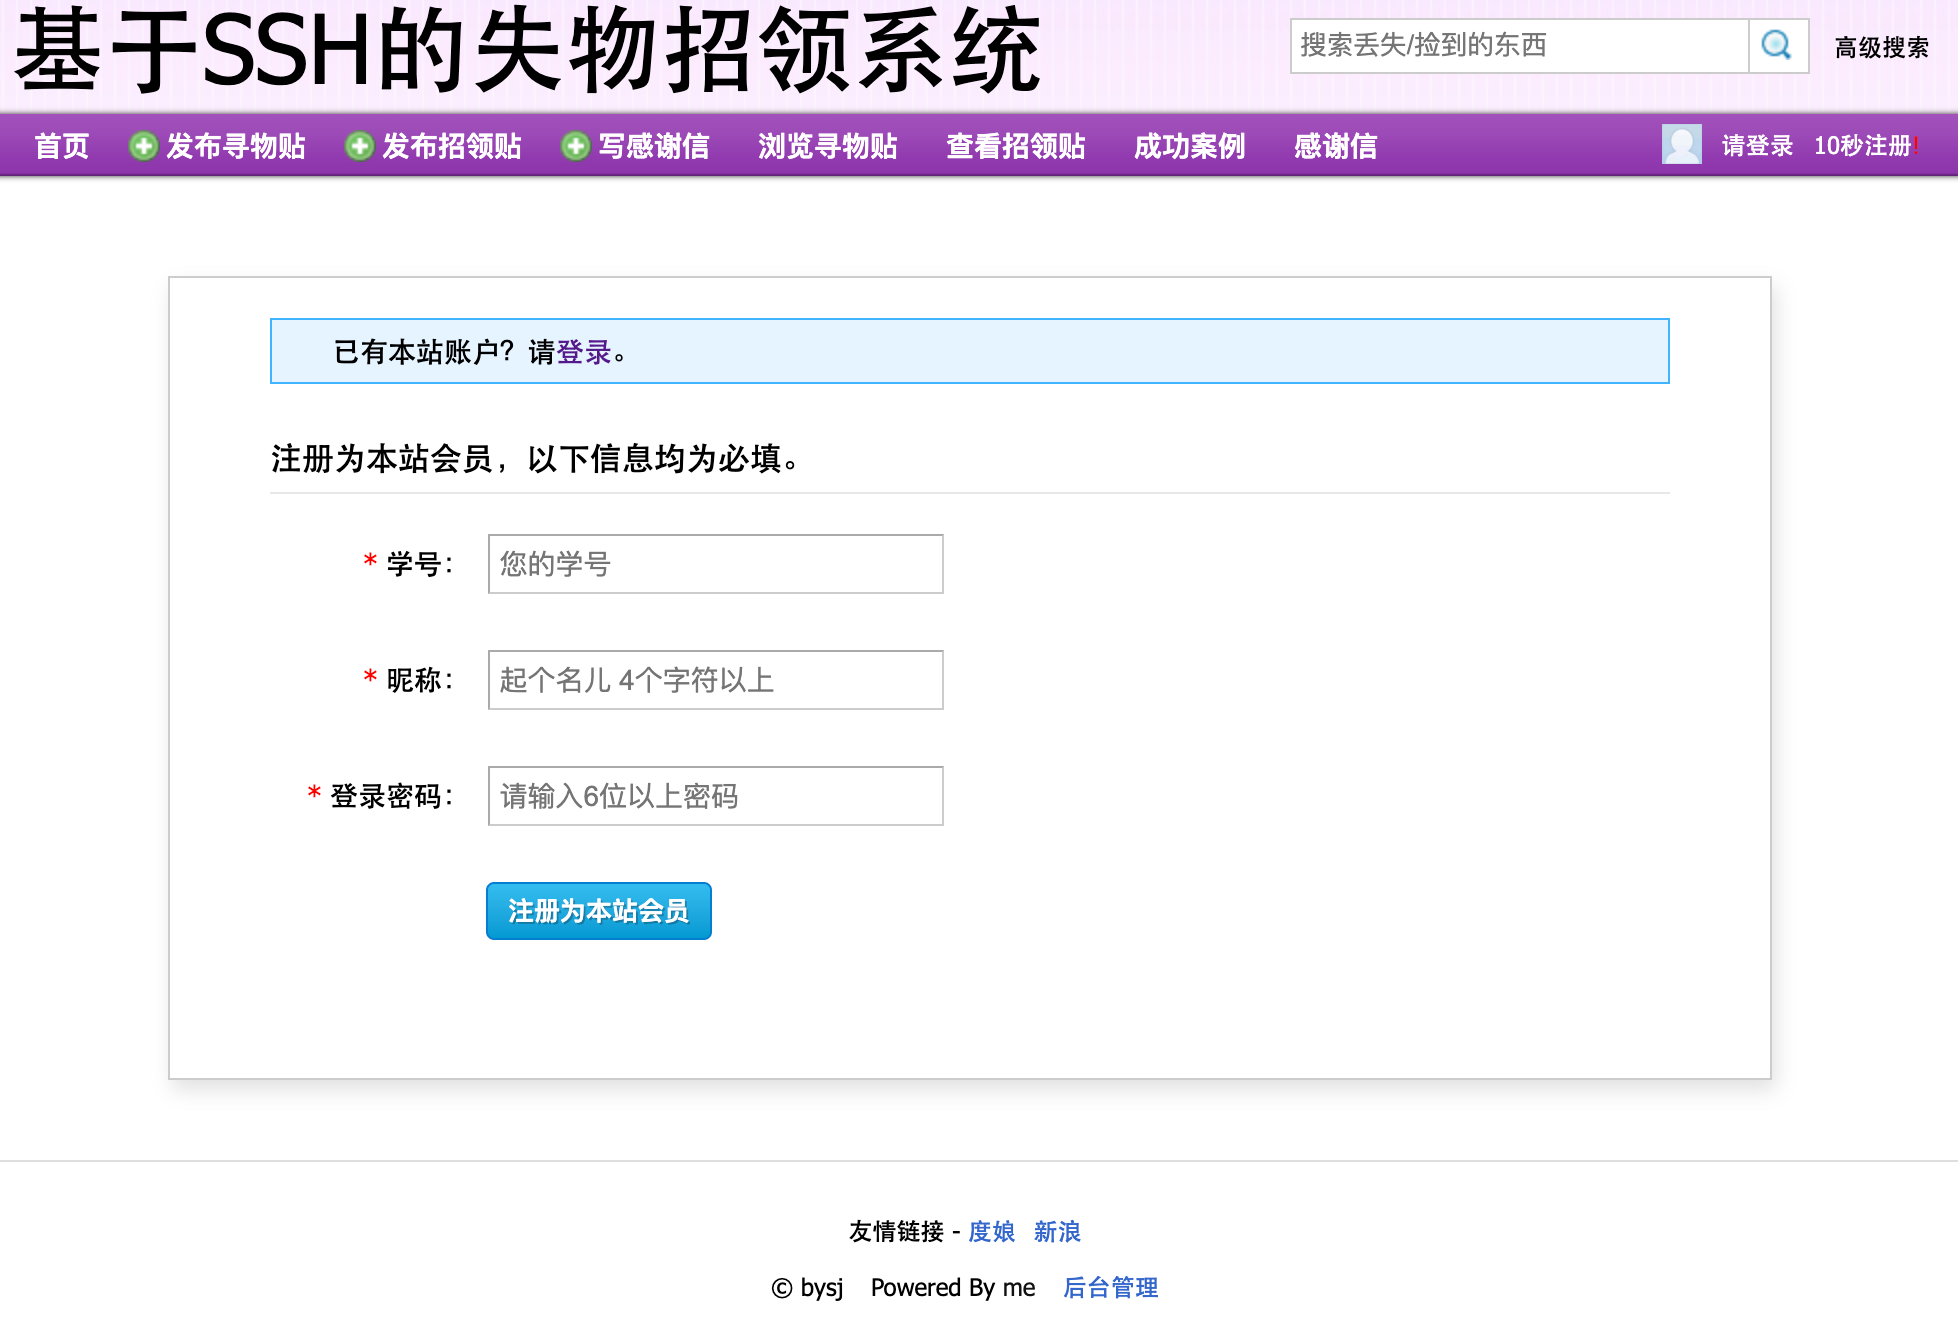 基于SSH的失物招领系统
搜索丢失/捡到的东西
高级搜索
首页 发布寻物贴 发布招领贴 写感谢信 浏览寻物贴 查看招领贴 成功案例 感谢信 请登录 10秒注册!
已有本站账户？请登录。
注册为本站会员，以下信息均为必填。
* 学号： 您的学号
* 昵称： 起个名儿 4个字符以上
* 登录密码： 请输入6位以上密码
注册为本站会员
友情链接 - 度娘 新浪
© bysj Powered By me 后台管理